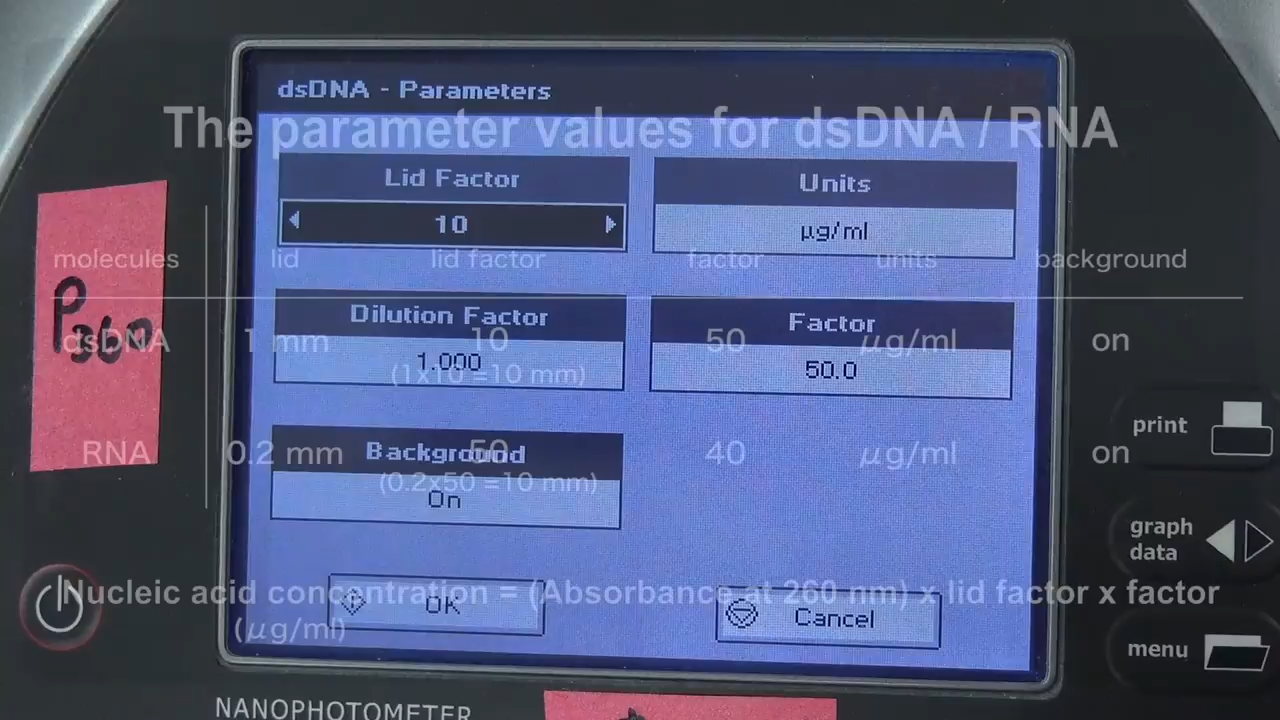 dsDNA - Parameters
The parameter values for dsDNA / RNA
Lid Factor
Units
10
µg/ml
molecules lid lid factor factor units background
Dilution Factor
Factor
dsDNA 1 mm 10 50 µg/ml on
1.000
50.0
(1x10 =10 mm)
P360
print
Background
RNA 0.2 mm 50 40 µg/ml on
(0.2x50 =10 mm)
On
graph
data
OK
Cancel
Nucleic acid concentration = (Absorbance at 260 nm) x lid factor x factor
(µg/ml)
menu
NANOPHOTOMETER